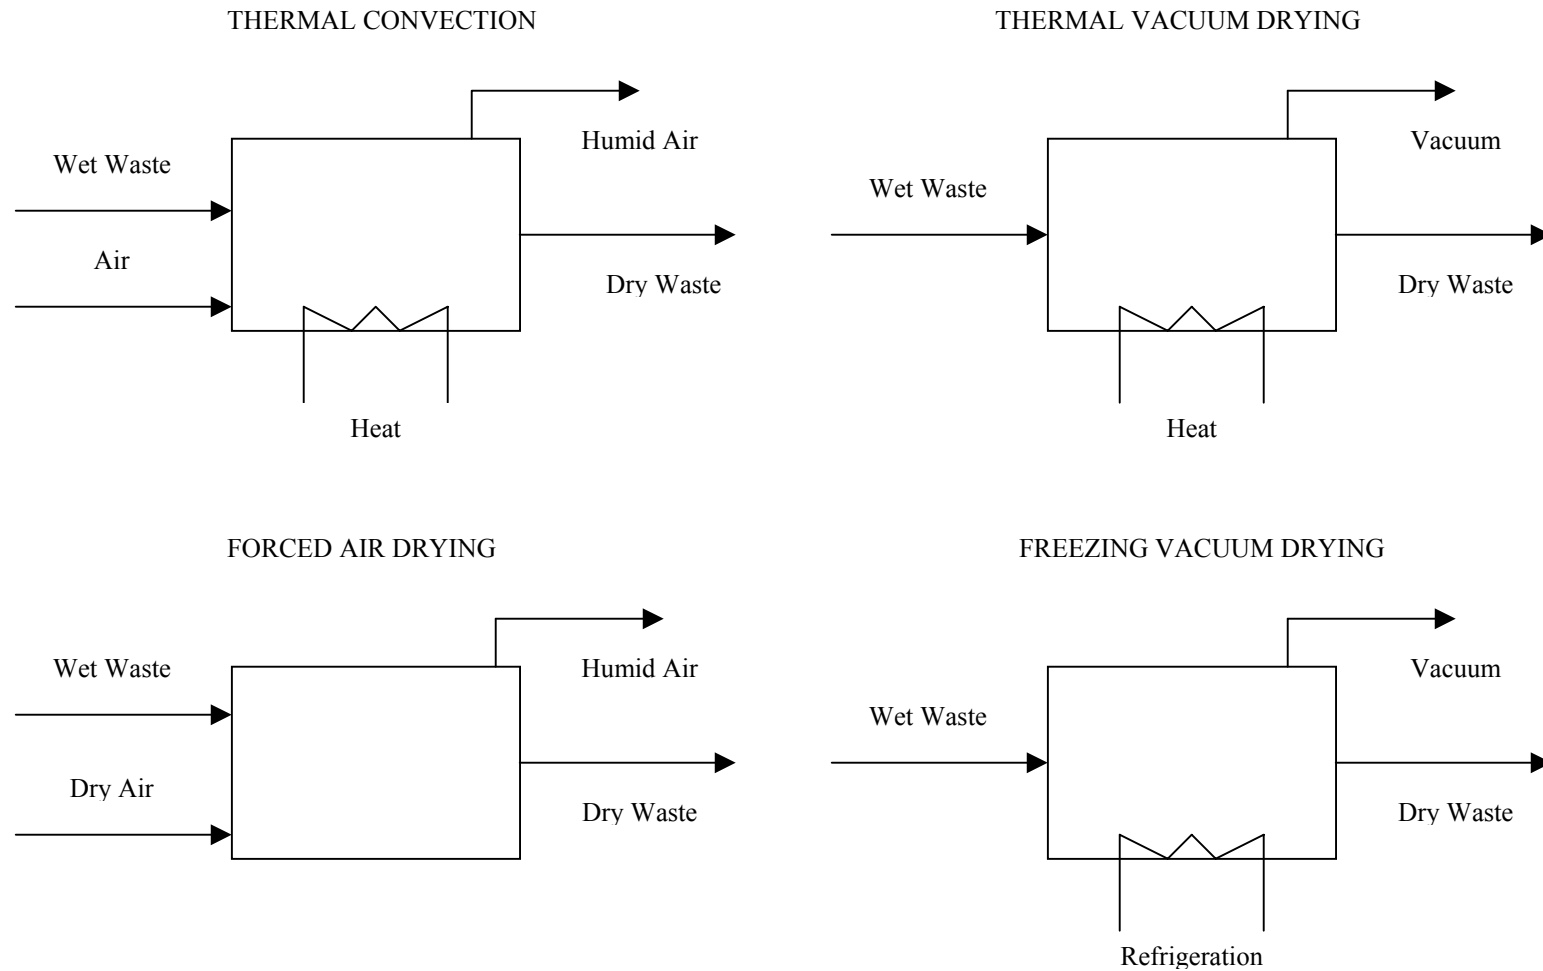 THERMAL CONVECTION
Humid Air
Wet Waste
Air
Dry Waste
Heat
THERMAL VACUUM DRYING
Vacuum
Wet Waste
Dry Waste
Heat
FORCED AIR DRYING
Humid Air
Wet Waste
Dry Air
Dry Waste
FREEZING VACUUM DRYING
Vacuum
Wet Waste
Dry Waste
Refrigeration